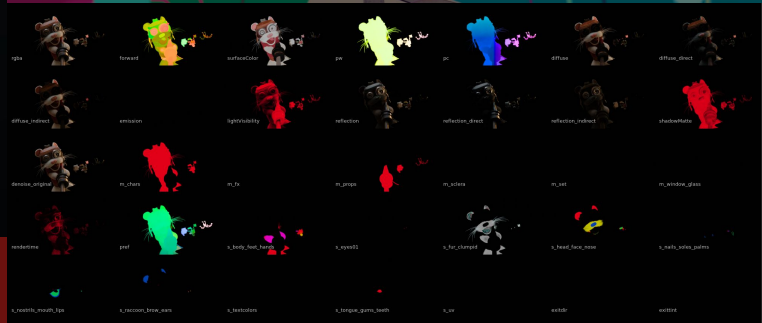 rgba forward surfaceColor pw pc diffuse diffuse_direct
diffuse_indirect emission lightVisibility reflection reflection_direct reflection_indirect shadowMatte
denoise_original m_chars m_fx m_props m_sclera m_set m_window_glass
rendertime pref s_body_feet_hands s_eyes01 s_fur_clumpid s_head_face_nose s_nails_soles_palms
s_nostrils_mouth_lips s_raccoon_brow_ears s_testcolors s_tongue_gums_teeth s_uv exitdir exittint